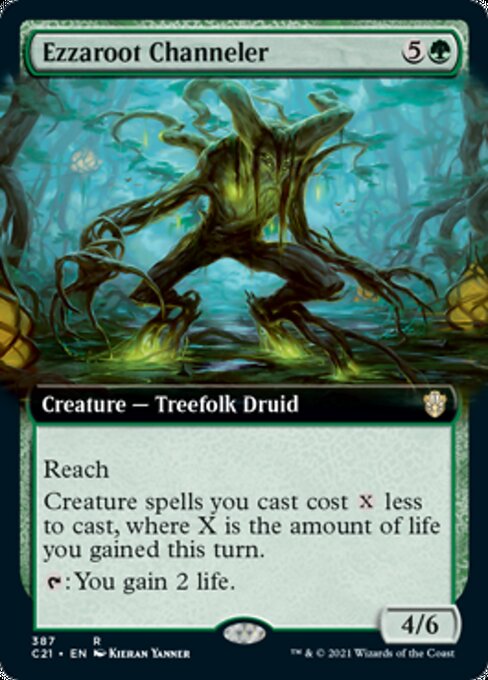 Ezzaroot Channeler 5
Creature — Treefolk Druid
Reach
Creature spells you cast cost X less
to cast, where X is the amount of life
you gained this turn.
: You gain 2 life.
4/6
387 R
C21 • EN KIERAN YANNER
™ & © 2021 Wizards of the Coast